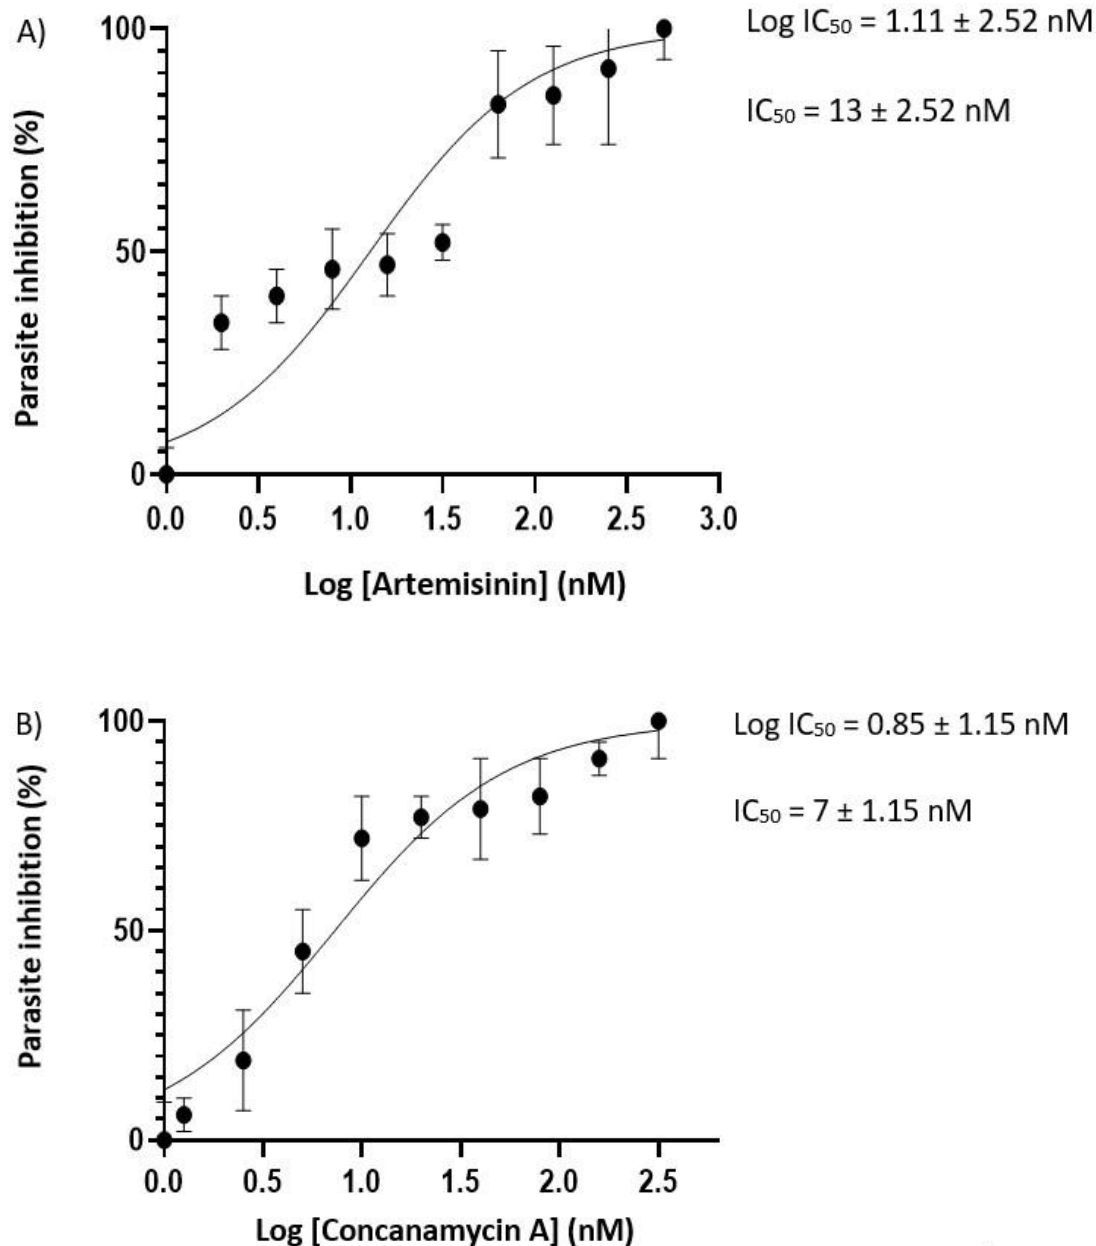 A)
Log IC₅₀ = 1.11 ± 2.52 nM
IC₅₀ = 13 ± 2.52 nM
Parasite inhibition (%)
100
50
0
0.0 0.5 1.0 1.5 2.0 2.5 3.0
Log [Artemisinin] (nM)
B)
Log IC₅₀ = 0.85 ± 1.15 nM
IC₅₀ = 7 ± 1.15 nM
Parasite inhibition (%)
100
50
0
0.0 0.5 1.0 1.5 2.0 2.5
Log [Concanamycin A] (nM)